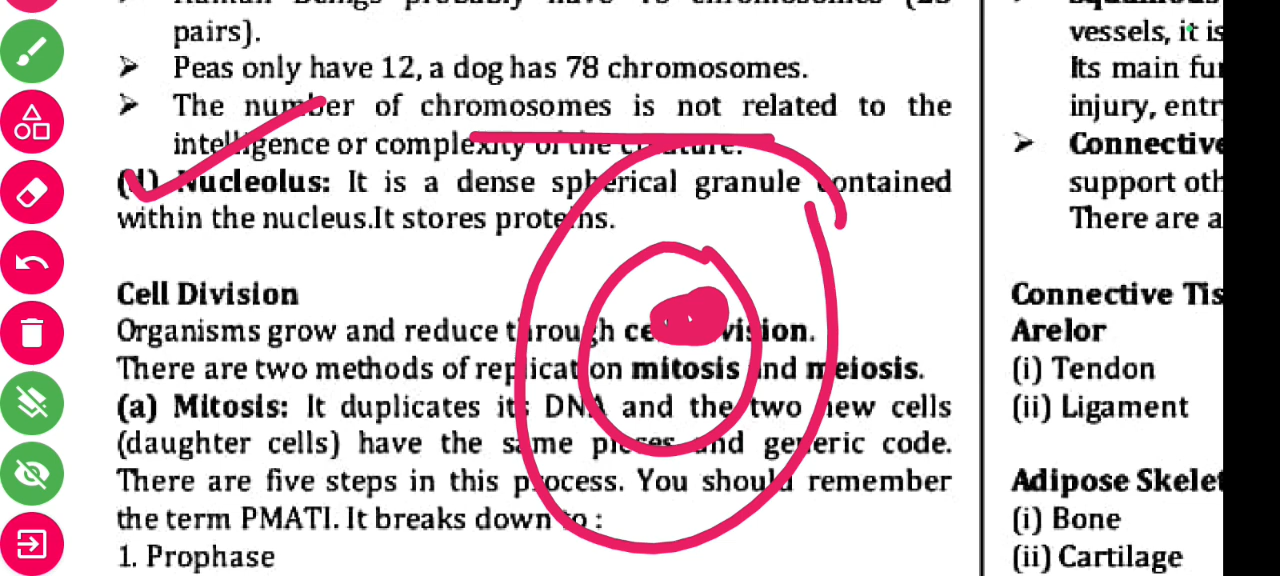 pairs).
➤ Peas only have 12, a dog has 78 chromosomes.
➤ The number of chromosomes is not related to the
intelligence or complexity of the creature.
(d) Nucleolus: It is a dense spherical granule contained
within the nucleus.It stores proteins.
Cell Division
Organisms grow and reduce through cell division.
There are two methods of replication mitosis and meiosis.
(a) Mitosis: It duplicates its DNA and the two new cells
(daughter cells) have the same pieces and generic code.
There are five steps in this process. You should remember
the term PMATI. It breaks down to :
1. Prophase
vessels, it is
Its main fu
injury, entr
➤ Connective
support oth
There are a
Connective Tis
Arelor
(i) Tendon
(ii) Ligament
Adipose Skelet
(i) Bone
(ii) Cartilage